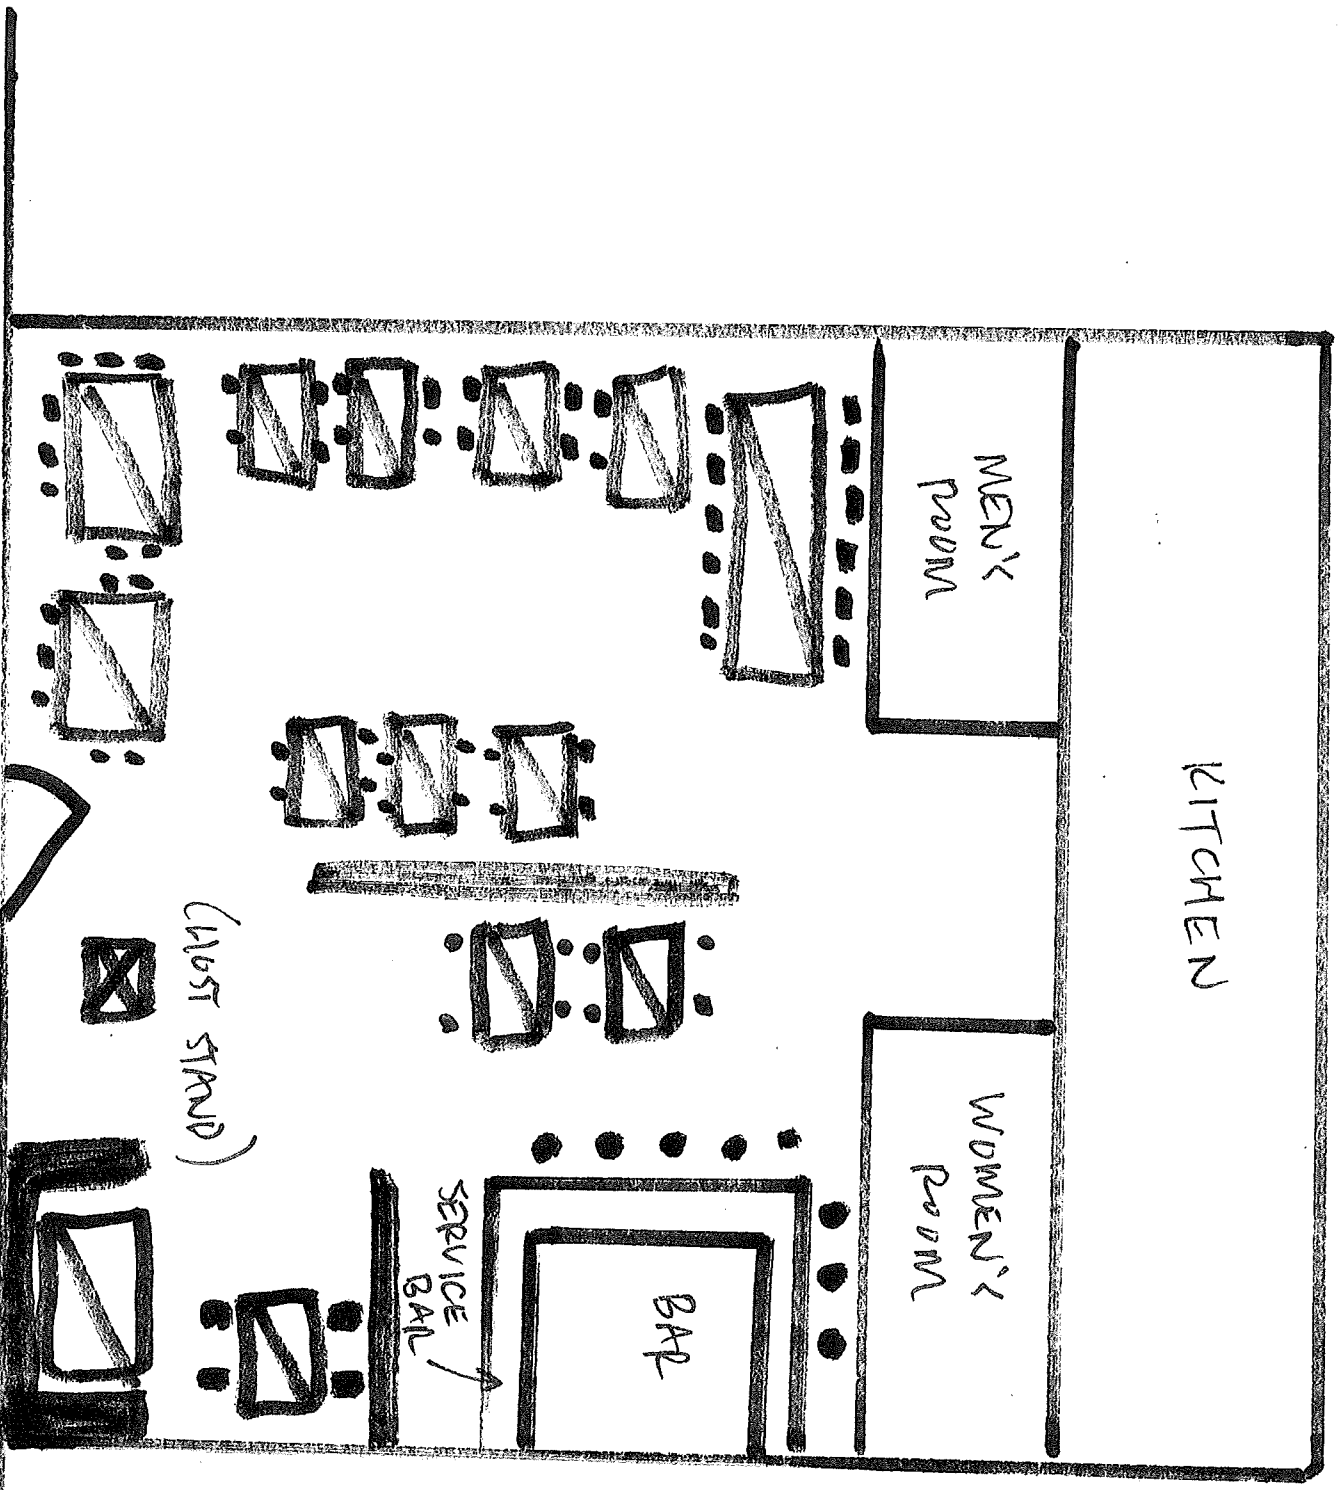 KITCHEN
MEN'S
ROOM
WOMEN'S
ROOM
BAR
SERVICE
BAR
(HOST STAND)